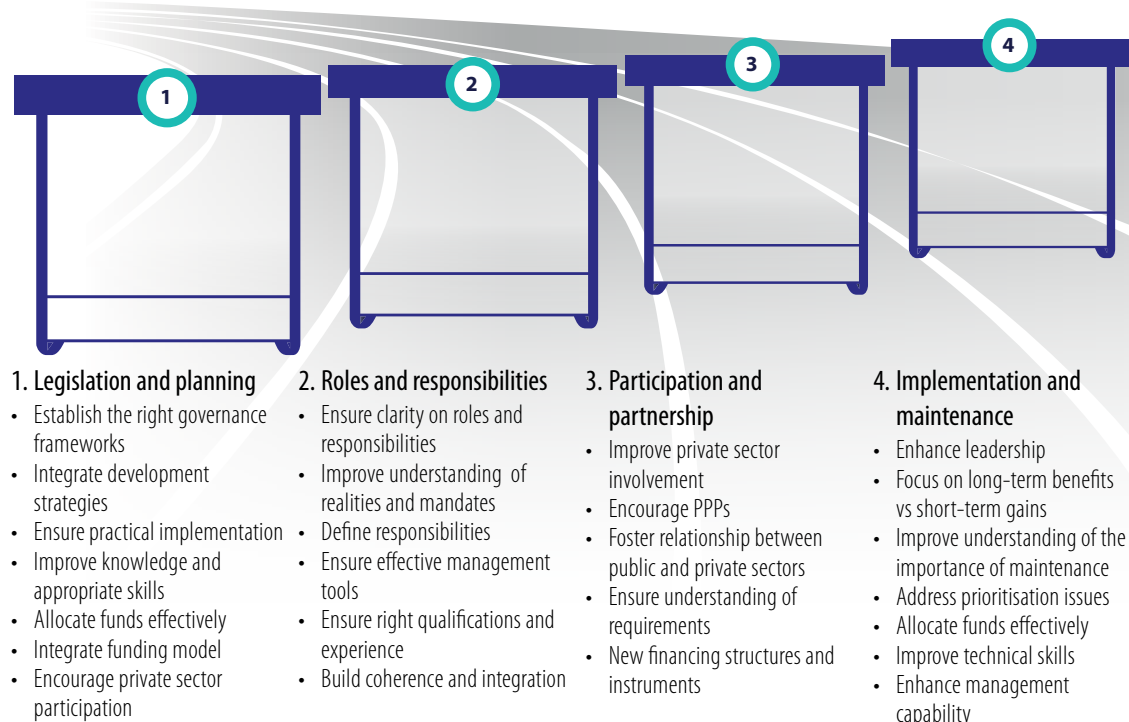 1
2
3
4
1. Legislation and planning
• Establish the right governance
frameworks
• Integrate development
strategies
• Ensure practical implementation
• Improve knowledge and
appropriate skills
• Allocate funds effectively
• Integrate funding model
• Encourage private sector
participation
2. Roles and responsibilities
• Ensure clarity on roles and
responsibilities
• Improve understanding of
realities and mandates
• Define responsibilities
• Ensure effective management
tools
• Ensure right qualifications and
experience
• Build coherence and integration
3. Participation and
partnership
• Improve private sector
involvement
• Encourage PPPs
• Foster relationship between
public and private sectors
• Ensure understanding of
requirements
• New financing structures and
instruments
4. Implementation and
maintenance
• Enhance leadership
• Focus on long-term benefits
vs short-term gains
• Improve understanding of the
importance of maintenance
• Address prioritisation issues
• Allocate funds effectively
• Improve technical skills
• Enhance management
capability